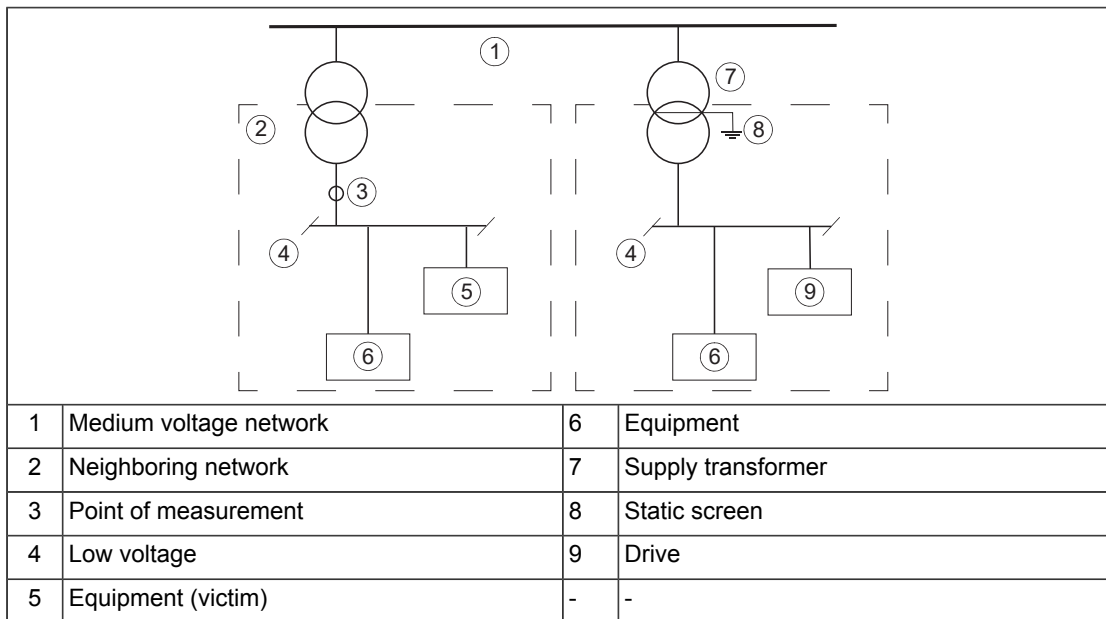 1
7
2
8
3
4
4
5
9
6
6
1 Medium voltage network 6 Equipment
2 Neighboring network 7 Supply transformer
3 Point of measurement 8 Static screen
4 Low voltage 9 Drive
5 Equipment (victim) - -